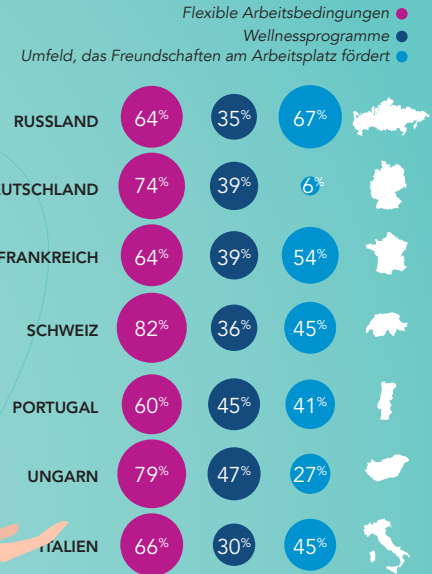 Flexible Arbeitsbedingungen
Wellnessprogramme
Umfeld, das Freundschaften am Arbeitsplatz fördert
RUSSLAND 64% 35% 67%
EUTSCHLAND 74% 39% 6%
FRANKREICH 64% 39% 54%
SCHWEIZ 82% 36% 45%
PORTUGAL 60% 45% 41%
UNGARN 79% 47% 27%
ITALIEN 66% 30% 45%